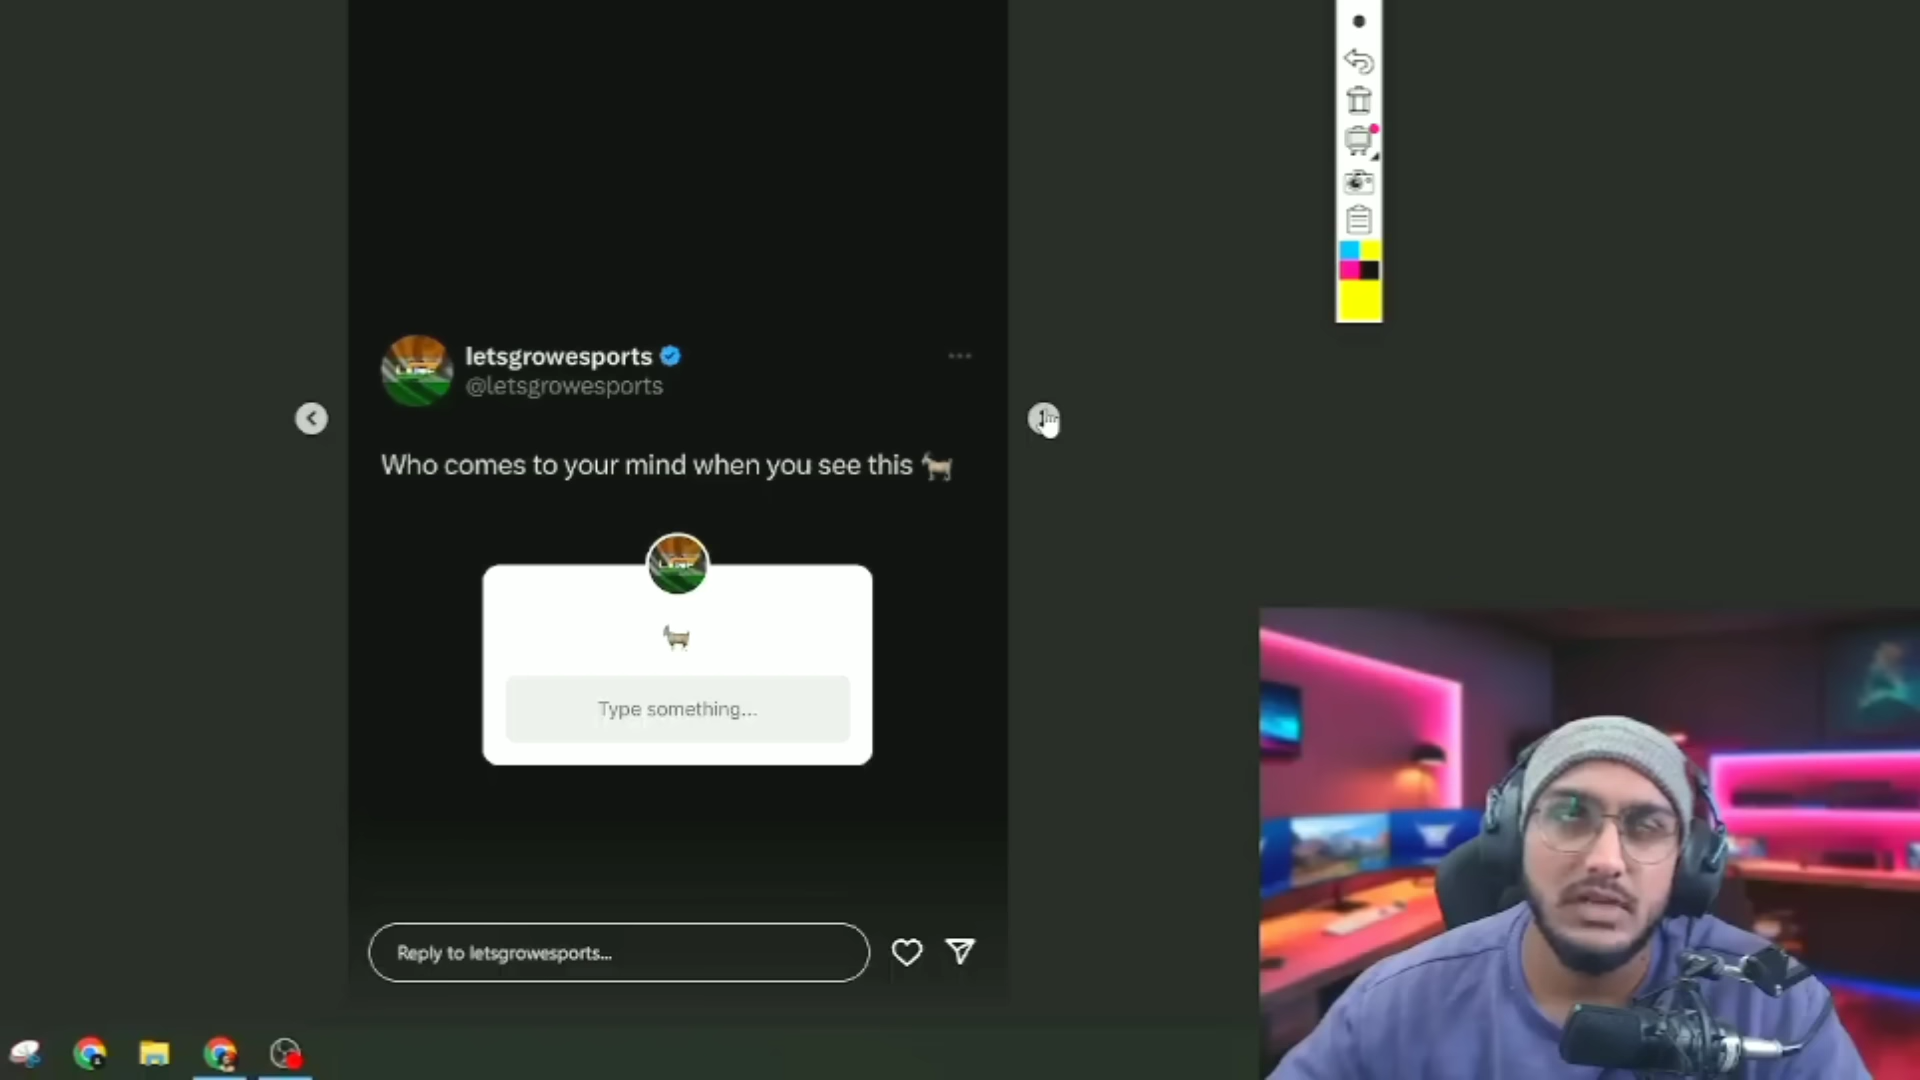 letsgrowesports
@letsgrowesports
Who comes to your mind when you see this 🐐
🐐
Type something...
Reply to letsgrowesports...